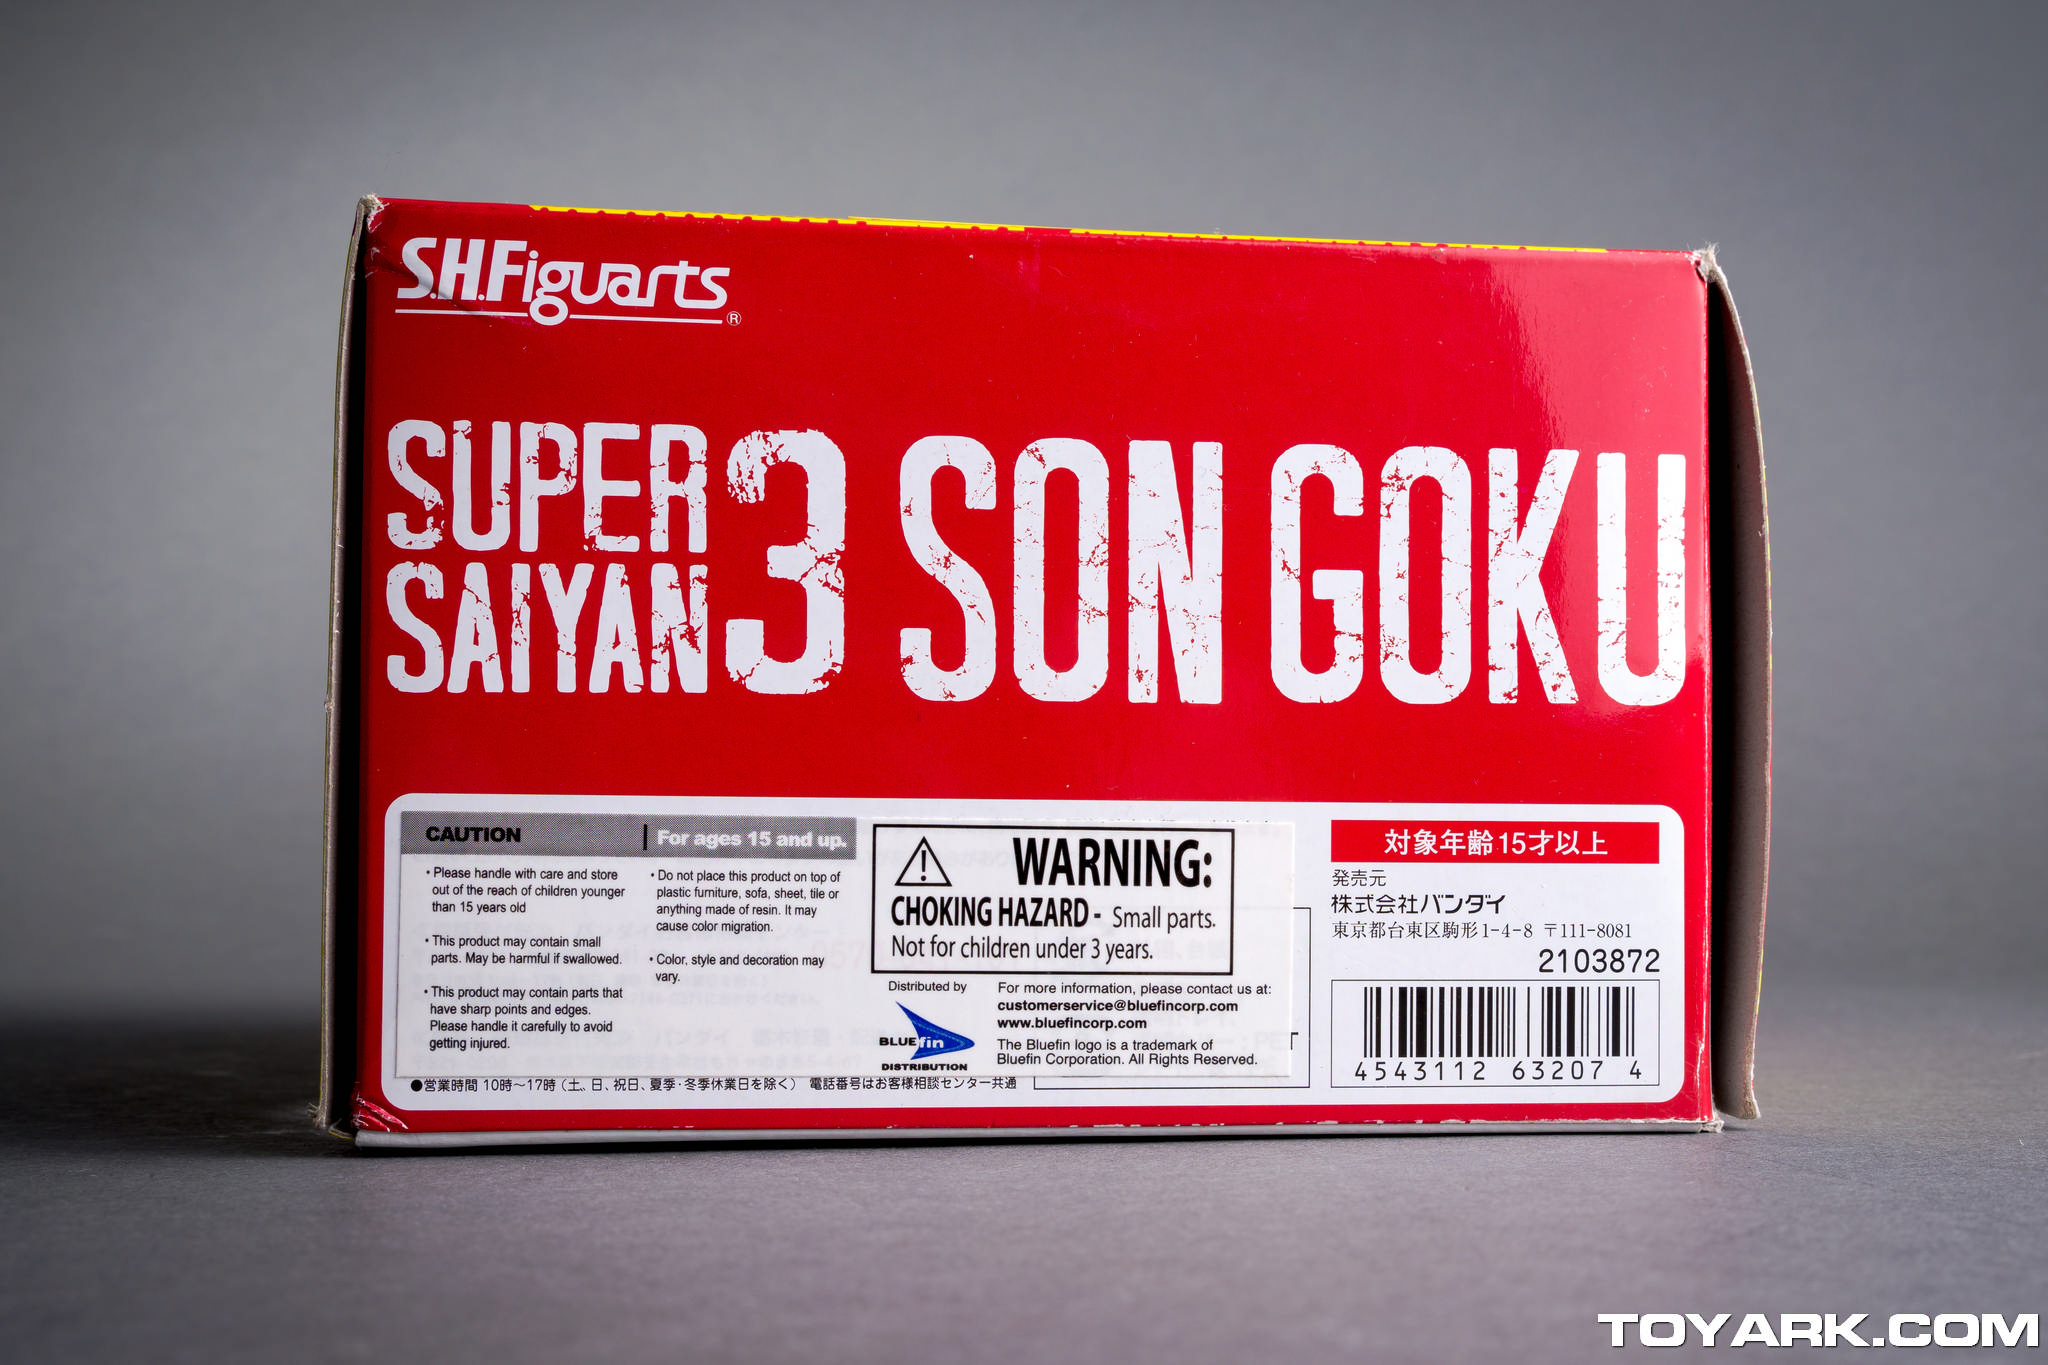 S.H.Figuarts®
SUPER
SAIYAN 3 SON GOKU
CAUTION
For ages 15 and up.
• Please handle with care and store
out of the reach of children younger
than 15 years old
• This product may contain small
parts. May be harmful if swallowed.
• This product may contain parts that
have sharp points and edges.
Please handle it carefully to avoid
getting injured.
• Do not place this product on top of
plastic furniture, sofa, sheet, tile or
anything made of resin. It may
cause color migration.
• Color, style and decoration may
vary.
WARNING:
CHOKING HAZARD - Small parts.
Not for children under 3 years.
Distributed by
BLUEfin
DISTRIBUTION
For more information, please contact us at:
customerservice@bluefincorp.com
www.bluefincorp.com
The Bluefin logo is a trademark of
Bluefin Corporation. All Rights Reserved.
●営業時間 10時～17時(土、日、祝日、夏季・冬季休業日を除く) 電話番号はお客様相談センター共通
対象年齢15才以上
発売元
株式会社バンダイ
東京都台東区駒形1-4-8 〒111-8081
2103872
4543112 63207 4
TOYARK.COM